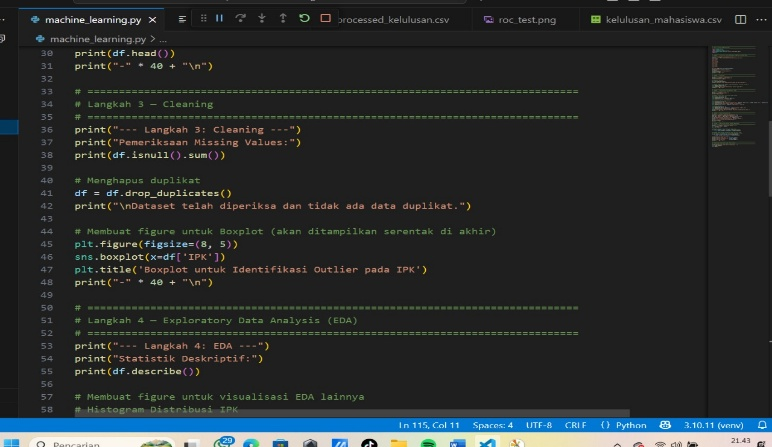 machine_learning.py
processed_kelulusan.csv
roc_test.png
kelulusan_mahasiswa.csv
machine_learning.py > ...
30 print(df.head())
31 print("-" * 40 + "\n")
32
33 # ==============================================================================
34 # Langkah 3 — Cleaning
35 # ==============================================================================
36 print("--- Langkah 3: Cleaning ---")
37 print("Pemeriksaan Missing Values:")
38 print(df.isnull().sum())
39
40 # Menghapus duplikat
41 df = df.drop_duplicates()
42 print("\nDataset telah diperiksa dan tidak ada data duplikat.")
43
44 # Membuat figure untuk Boxplot (akan ditampilkan serentak di akhir)
45 plt.figure(figsize=(8, 5))
46 sns.boxplot(x=df['IPK'])
47 plt.title('Boxplot untuk Identifikasi Outlier pada IPK')
48 print("-" * 40 + "\n")
49
50 # ==============================================================================
51 # Langkah 4 — Exploratory Data Analysis (EDA)
52 # ==============================================================================
53 print("--- Langkah 4: EDA ---")
54 print("Statistik Deskriptif:")
55 print(df.describe())
56
57 # Membuat figure untuk visualisasi EDA lainnya
58 # Histogram Distribusi IPK
Ln 115, Col 11 Spaces: 4 UTF-8 CRLF {} Python 3.10.11 (venv)
Pencarian
29
21.43